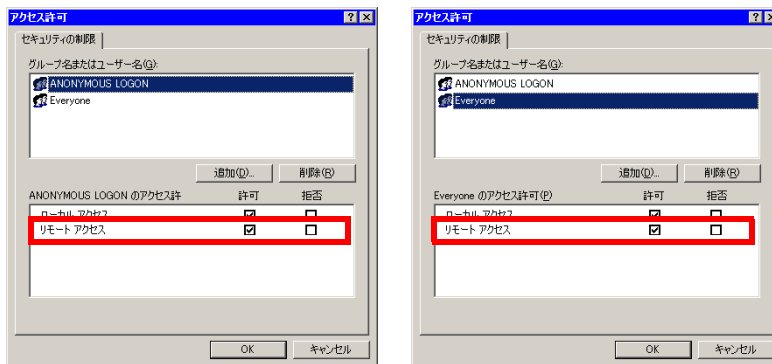 アクセス許可
セキュリティの制限
グループ名またはユーザー名(G):
ANONYMOUS LOGON
Everyone
追加(D)... 削除(R)
ANONYMOUS LOGON のアクセス許 許可 拒否
ローカル アクセス
リモート アクセス
OK キャンセル
アクセス許可
セキュリティの制限
グループ名またはユーザー名(G):
ANONYMOUS LOGON
Everyone
追加(D)... 削除(R)
Everyone のアクセス許可(P) 許可 拒否
ローカル アクセス
リモート アクセス
OK キャンセル